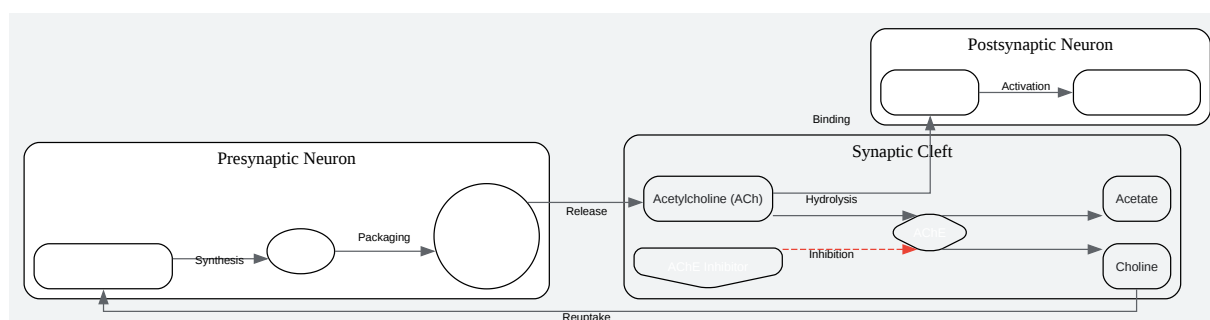 Postsynaptic Neuron
Activation
Binding
Presynaptic Neuron
Synaptic Cleft
Acetylcholine (ACh)
Hydrolysis
Acetate
Release
Packaging
Synthesis
AChE
AChE Inhibitor
Inhibition
Choline
Reuptake